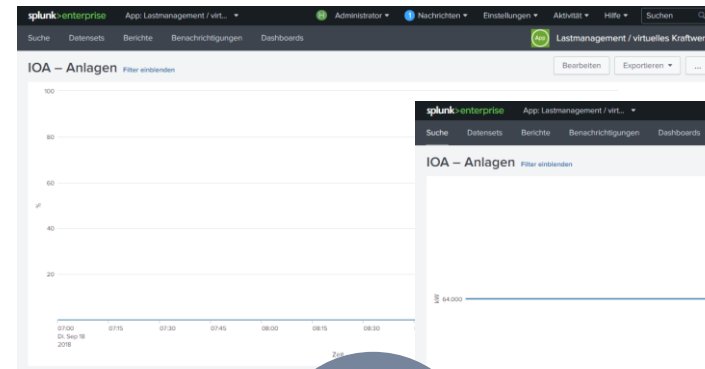 splunk>enterprise App: Lastmanagement / virt... Administrator Nachrichten Einstellungen Aktivität Hilfe Suchen
Suche Datensets Berichte Benachrichtigungen Dashboards App Lastmanagement / virtuelles Kraftwer
IOA – Anlagen Filter einblenden Bearbeiten Exportieren ...
100
80
60
%
40
20
07:00 07:15 07:30 07:45 08:00 08:15 08:30
Di. Sep 18
2018
Zeit
splunk>enterprise App: Lastmanagement / virt...
Suche Datensets Berichte Benachrichtigungen Dashboards
IOA – Anlagen Filter einblenden
64.000